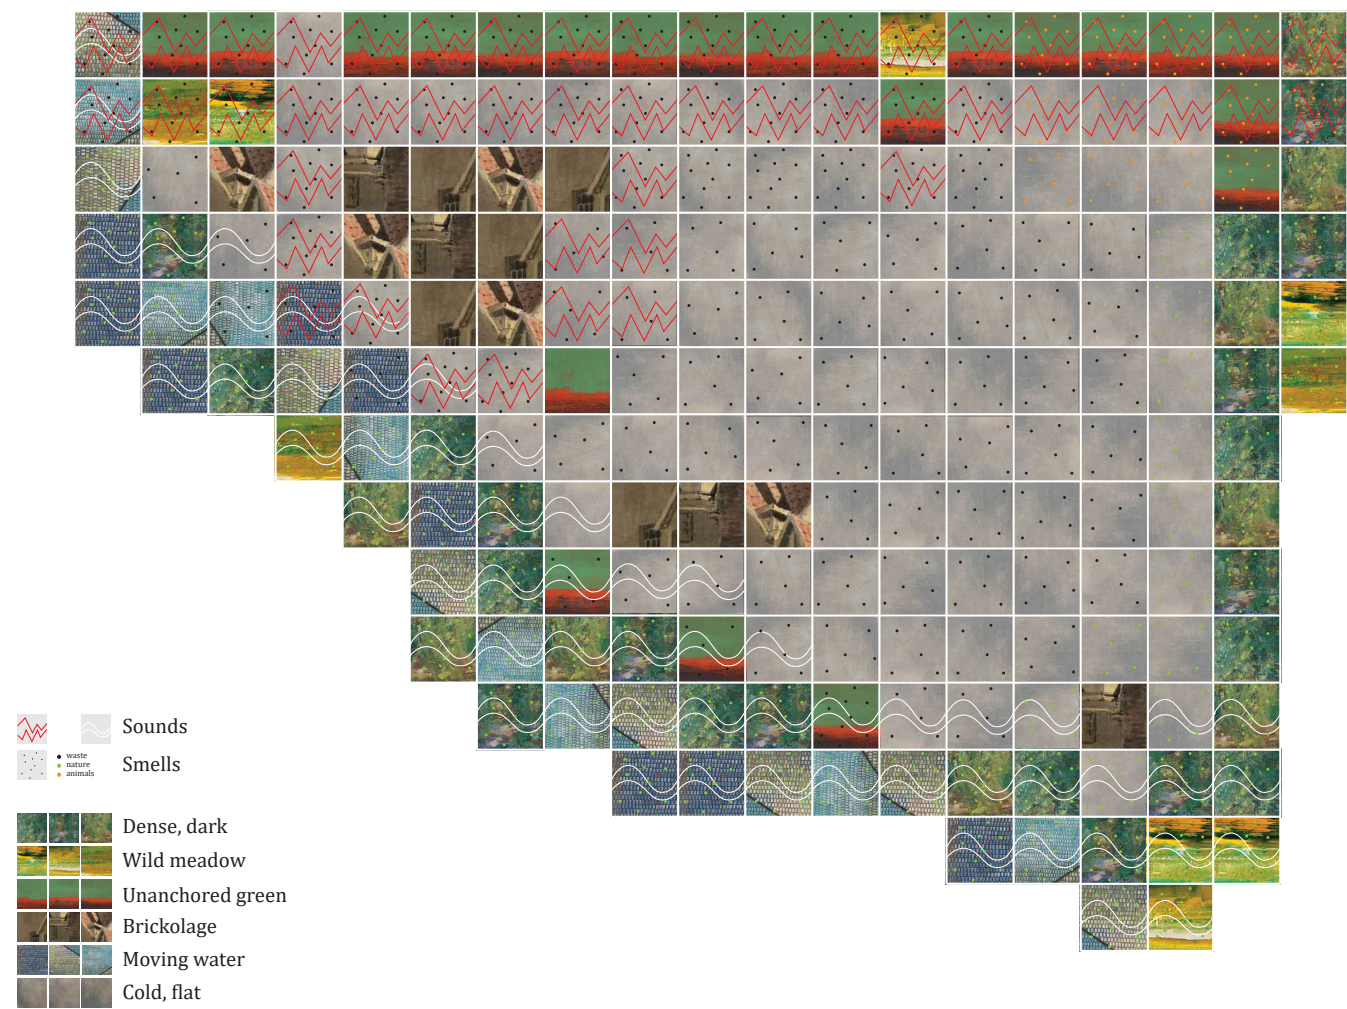 Sounds
waste
nature
animals
Smells
Dense, dark
Wild meadow
Unanchored green
Brickolage
Moving water
Cold, flat